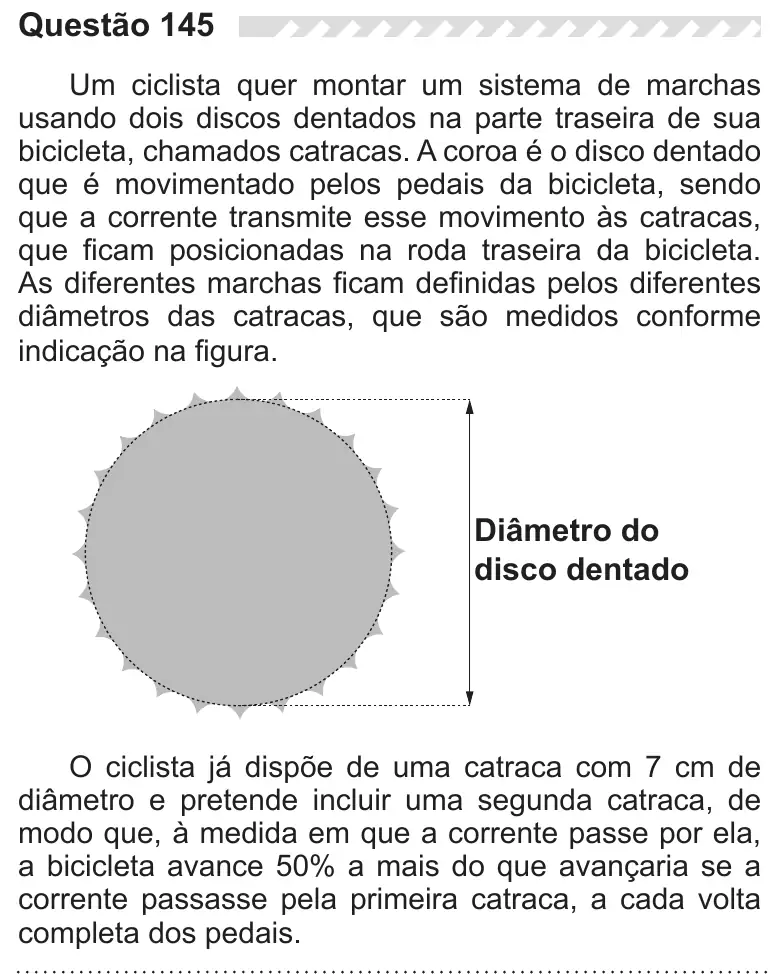 Questão 145
Um ciclista quer montar um sistema de marchas
usando dois discos dentados na parte traseira de sua
bicicleta, chamados catracas. A coroa é o disco dentado
que é movimentado pelos pedais da bicicleta, sendo
que a corrente transmite esse movimento às catracas,
que ficam posicionadas na roda traseira da bicicleta.
As diferentes marchas ficam definidas pelos diferentes
diâmetros das catracas, que são medidos conforme
indicação na figura.
Diâmetro do
disco dentado
O ciclista já dispõe de uma catraca com 7 cm de
diâmetro e pretende incluir uma segunda catraca, de
modo que, à medida em que a corrente passe por ela,
a bicicleta avance 50% a mais do que avançaria se a
corrente passasse pela primeira catraca, a cada volta
completa dos pedais.